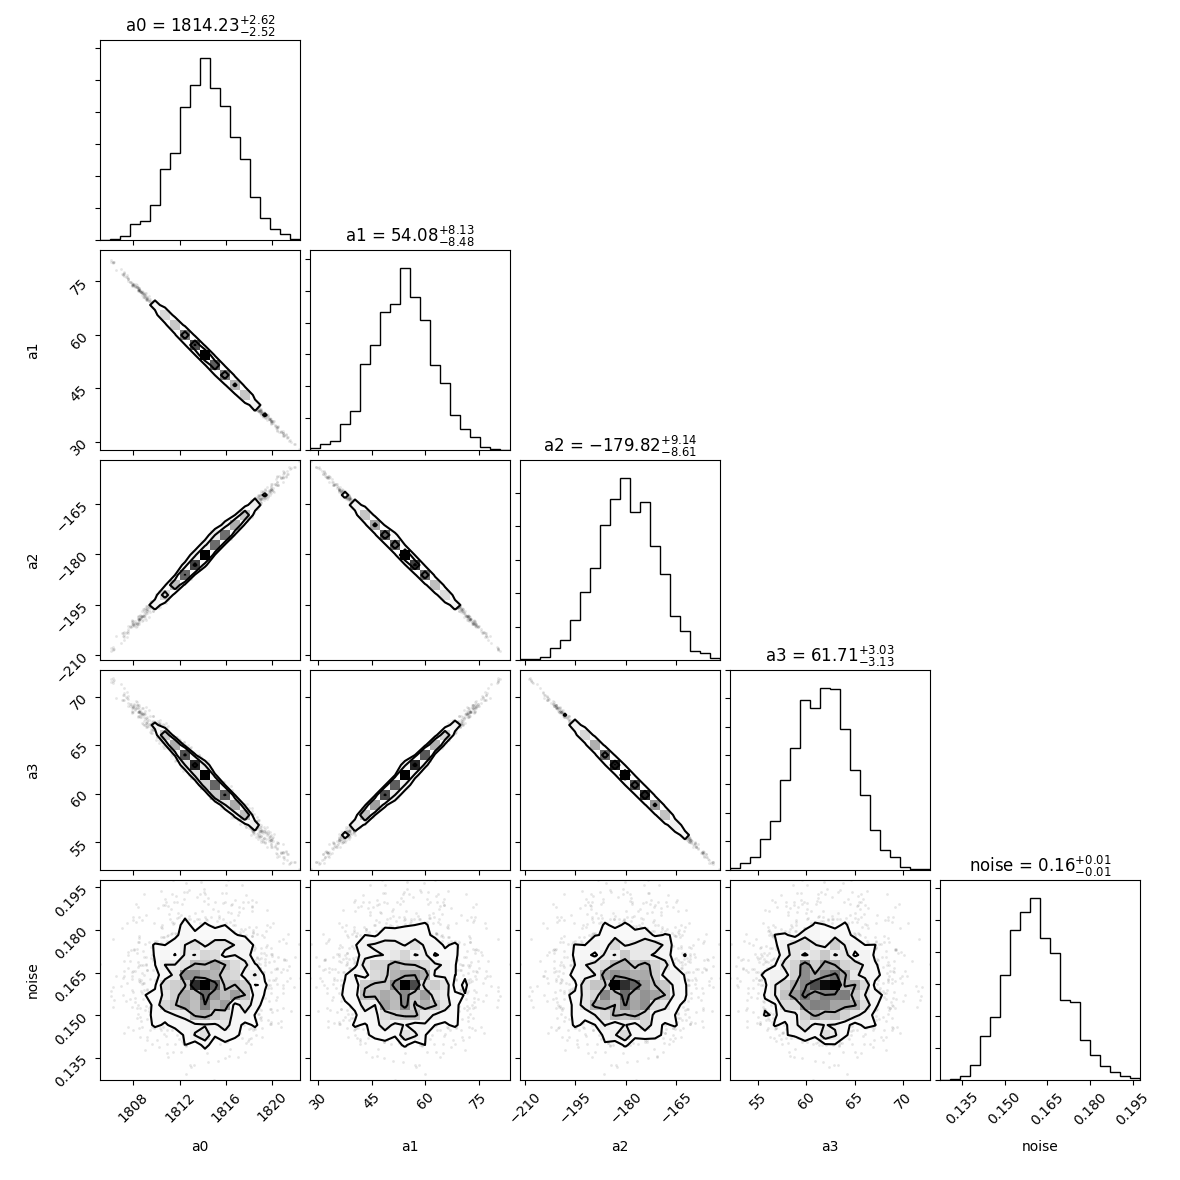 a0 = 1814.23+2.62−2.52
a1 = 54.08+8.13−8.48
75
60
45
30
a1
a2 = −179.82+9.14−8.61
−165
−180
−195
−210
a2
a3 = 61.71+3.03−3.13
70
65
60
55
a3
noise = 0.16+0.01−0.01
0.195
0.180
0.165
0.150
0.135
noise
1808 1812 1816 1820 30 45 60 75 −210 −195 −180 −165 55 60 65 70 0.135 0.150 0.165 0.180 0.195
a0 a1 a2 a3 noise